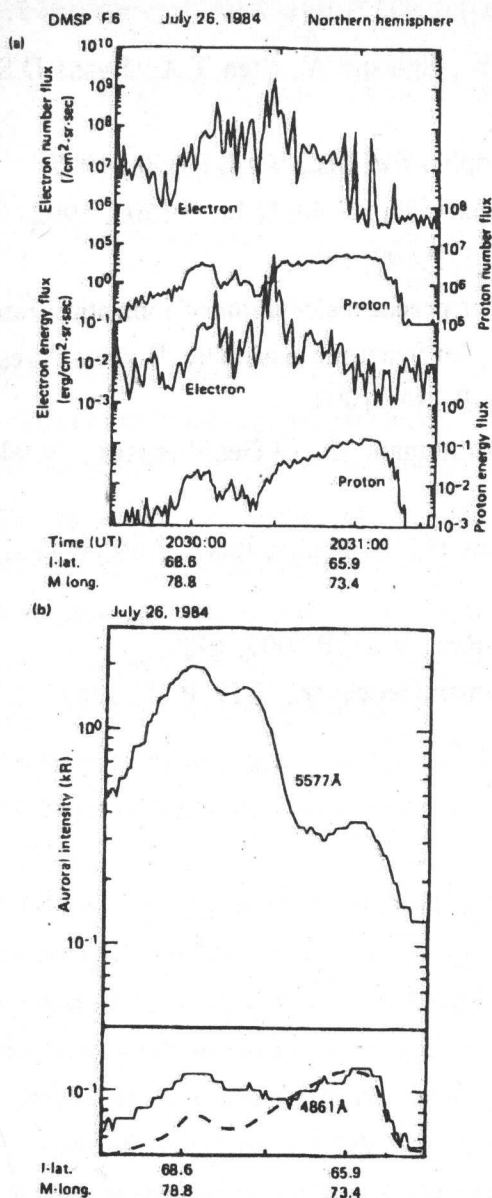 DMSP F6 July 26, 1984 Northern hemisphere
(a)
Electron number flux
(/cm²·sr·sec)
10¹⁰
10⁹
10⁸
10⁷
10⁶
10⁵
Electron
10⁸
10⁷
10⁶
10⁵
Proton number flux
Electron energy flux
(erg/cm²·sr·sec)
10⁰
10⁻¹
10⁻²
10⁻³
Proton
Electron
Proton
10⁰
10⁻¹
10⁻²
10⁻³
Proton energy flux
Time (UT) 2030:00 2031:00
I-lat. 68.6 65.9
M long. 78.8 73.4
(b) July 26, 1984
Auroral intensity (kR)
10⁰
5577Å
10⁻¹
10⁻¹
4861Å
I-lat. 68.6 65.9
M-long. 78.8 73.4